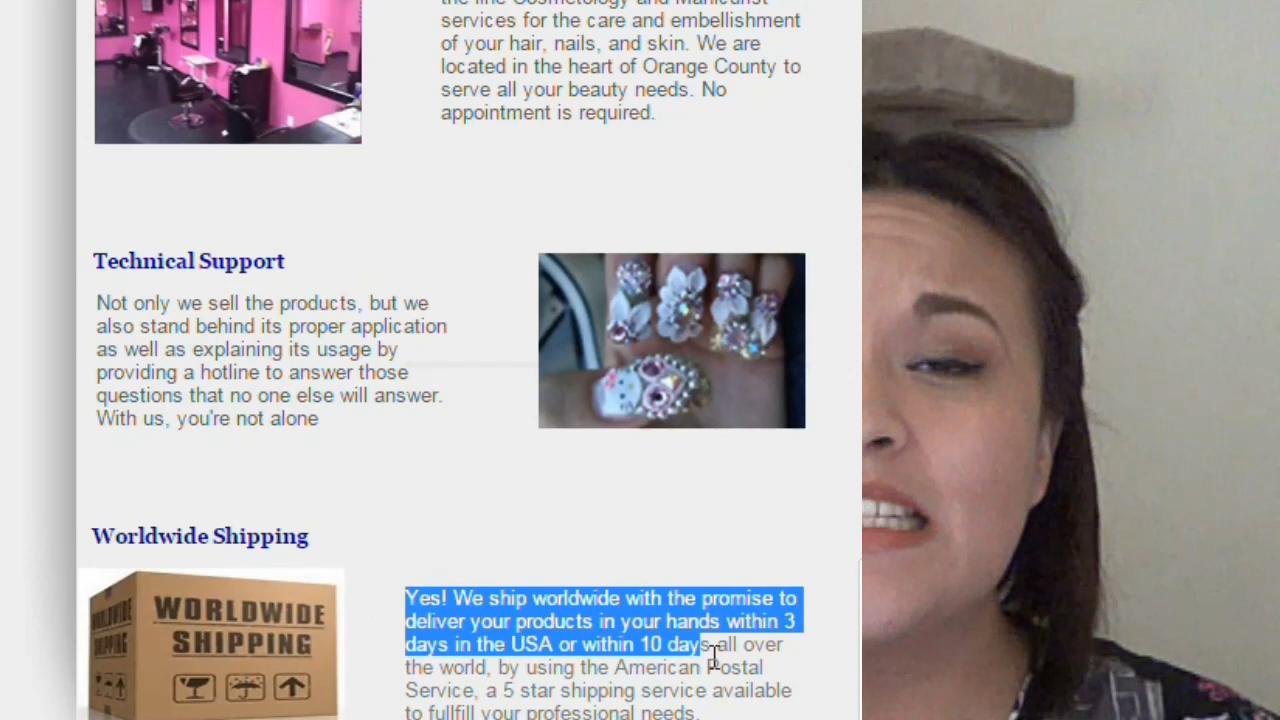 services for the care and embellishment
of your hair, nails, and skin. We are
located in the heart of Orange County to
serve all your beauty needs. No
appointment is required.
Technical Support
Not only we sell the products, but we
also stand behind its proper application
as well as explaining its usage by
providing a hotline to answer those
questions that no one else will answer.
With us, you're not alone
Worldwide Shipping
WORLDWIDE
SHIPPING
Yes! We ship worldwide with the promise to
deliver your products in your hands within 3
days in the USA or within 10 days all over
the world, by using the American Postal
Service, a 5 star shipping service available
to fullfill your professional needs.